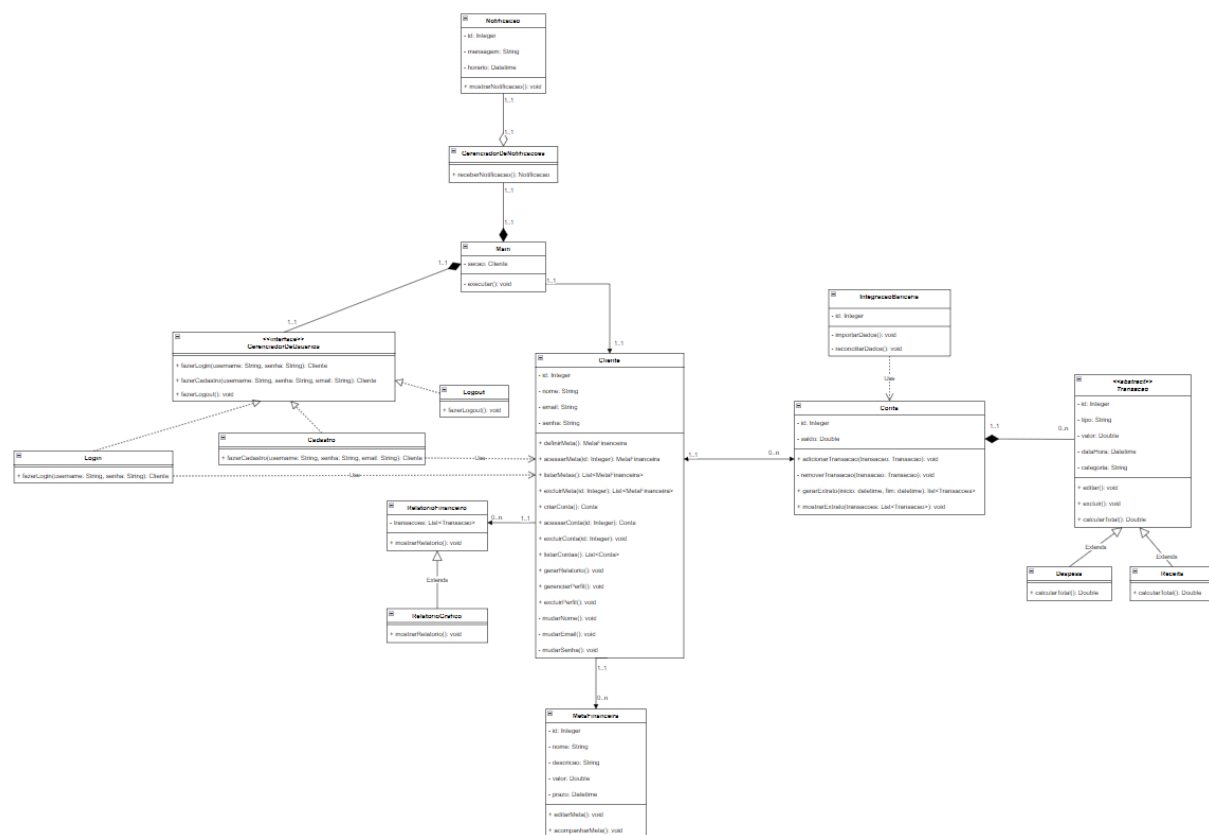 Notificacao
- id: Integer
- mensagem: String
- horario: Datetime
+ mostrarNotificacao(): void
1..1
1..1
GerenciadorDeNotificacoes
+ receberNotificacao(): Notificacao
1..1
1..1
Main
- secao: Cliente
- executar(): void
1..1
1..1
1..1
1..1
<<interface>>
GerenciadorDeUsuarios
+ fazerLogin(username: String, senha: String): Cliente
+ fazerCadastro(username: String, senha: String, email: String): Cliente
+ fazerLogout(): void
Logout
+ fazerLogout(): void
Cadastro
+ fazerCadastro(username: String, senha: String, email: String): Cliente
Use
Login
+ fazerLogin(username: String, senha: String): Cliente
Use
Cliente
- id: Integer
- nome: String
- email: String
- senha: String
+ definirMeta(): MetaFinanceira
+ acessarMeta(id: Integer): MetaFinanceira
+ listarMetas(): List<MetaFinanceira>
+ excluirMeta(id: Integer): List<MetaFinanceira>
+ criarConta(): Conta
+ acessarConta(id: Integer): Conta
+ excluirConta(id: Integer): void
+ listarContas(): List<Conta>
+ gerarRelatorio(): void
+ gerenciarPerfil(): void
+ excluirPerfil(): void
- mudarNome(): void
- mudarEmail(): void
- mudarSenha(): void
1..1
0..n
IntegracaoBancaria
- id: Integer
- importarDados(): void
- reconciliarDados(): void
Use
Conta
- id: Integer
- saldo: Double
+ adicionarTransacao(transacao: Transacao): void
- removerTransacao(transacao: Transacao): void
+ gerarExtrato(inicio: datetime, fim: datetime): list<Transacoes>
+ mostrarExtrato(transacoes: List<Transacao>): void
1..1
0..n
<<abstract>>
Transacao
- id: Integer
- tipo: String
- valor: Double
- dataHora: Datetime
- categoria: String
+ editar(): void
+ excluir(): void
+ calcularTotal(): Double
Extends
Extends
Despesa
+ calcularTotal(): Double
Receita
+ calcularTotal(): Double
RelatorioFinanceiro
- transacoes: List<Transacao>
+ mostrarRelatorio(): void
0..n
1..1
Extends
RelatorioGrafico
+ mostrarRelatorio(): void
1..1
0..n
MetaFinanceira
- id: Integer
- nome: String
- descricao: String
- valor: Double
- prazo: Datetime
+ editarMeta(): void
+ acompanharMeta(): void